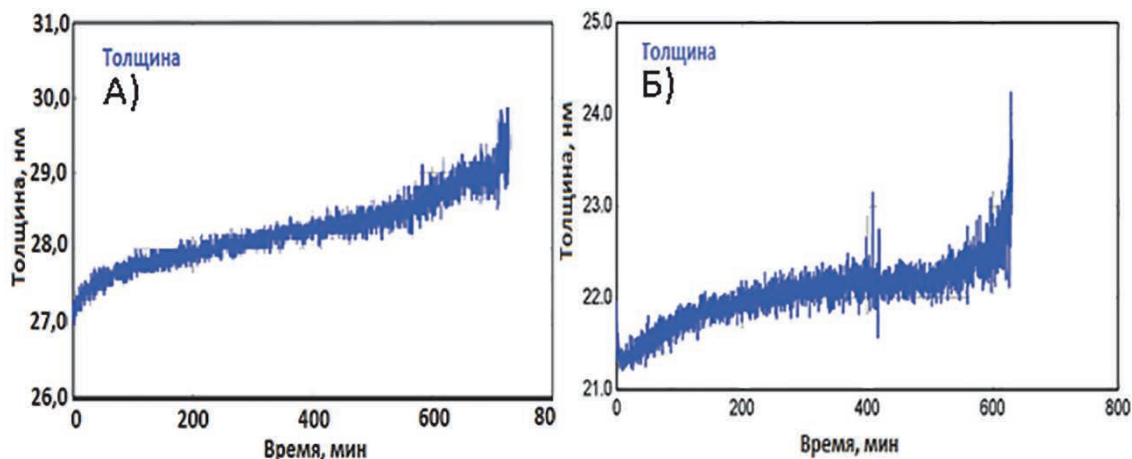 31,0
Толщина
А)
30,0
29,0
28,0
27,0
26,0
Толщина, нм
0
200
400
600
80
Время, мин
25.0
Толщина
Б)
24.0
23.0
22.0
21.0
Толщина, нм
0
200
400
600
800
Время, мин